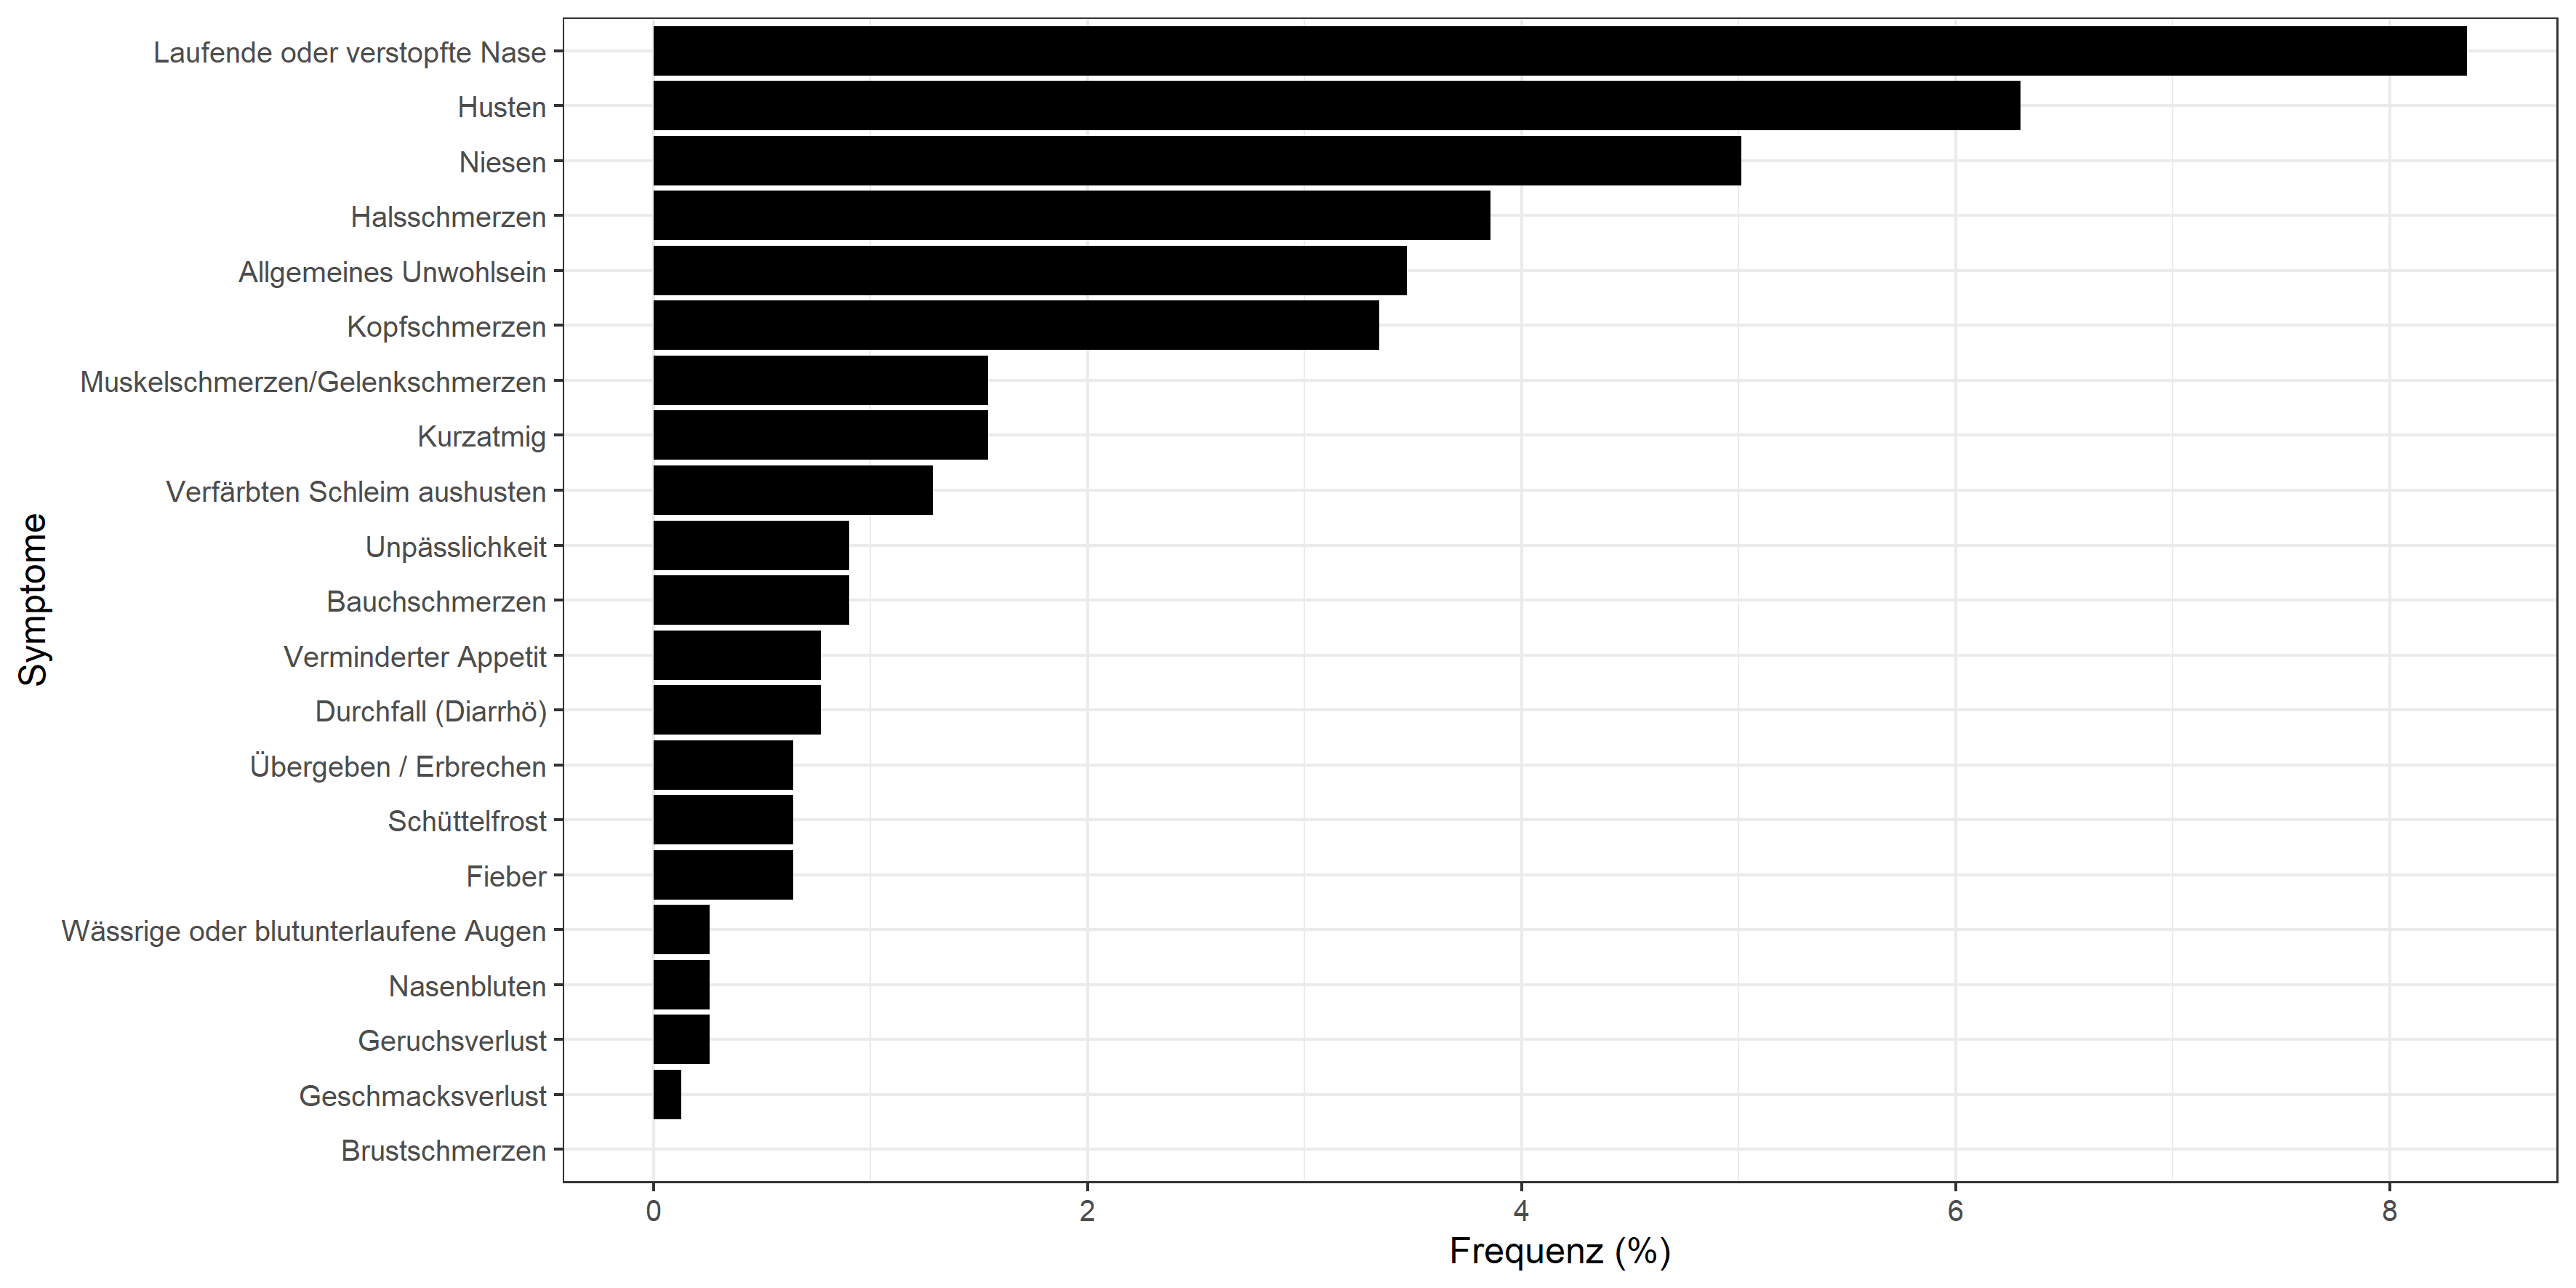 Laufende oder verstopfte Nase
Husten
Niesen
Halsschmerzen
Allgemeines Unwohlsein
Kopfschmerzen
Muskelschmerzen/Gelenkschmerzen
Kurzatmig
Verfärbten Schleim aushusten
Unpässlichkeit
Bauchschmerzen
Verminderter Appetit
Durchfall (Diarrhö)
Übergeben / Erbrechen
Schüttelfrost
Fieber
Wässrige oder blutunterlaufene Augen
Nasenbluten
Geruchsverlust
Geschmacksverlust
Brustschmerzen
Symptome
0 2 4 6 8
Frequenz (%)